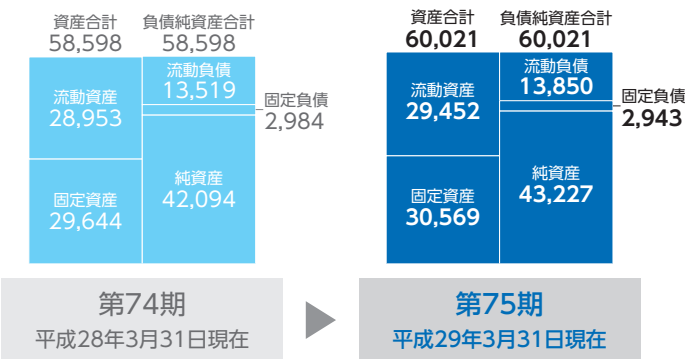 資産合計
58,598
負債純資産合計
58,598
流動資産
28,953
固定資産
29,644
流動負債
13,519
固定負債
2,984
純資産
42,094
第74期
平成28年3月31日現在
資産合計
60,021
負債純資産合計
60,021
流動資産
29,452
固定資産
30,569
流動負債
13,850
固定負債
2,943
純資産
43,227
第75期
平成29年3月31日現在